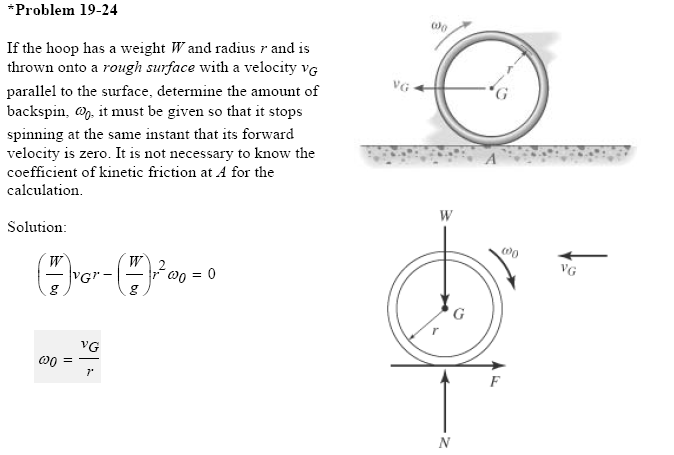 *Problem 19-24
If the hoop has a weight W and radius r and is
thrown onto a rough surface with a velocity vG
parallel to the surface, determine the amount of
backspin, ω0, it must be given so that it stops
spinning at the same instant that its forward
velocity is zero. It is not necessary to know the
coefficient of kinetic friction at A for the
calculation.
Solution:
(W/g)vG r − (W/g)r² ω0 = 0
ω0 = vG/r
ω0
r
vG
G
A
W
ω0
vG
G
r
F
N